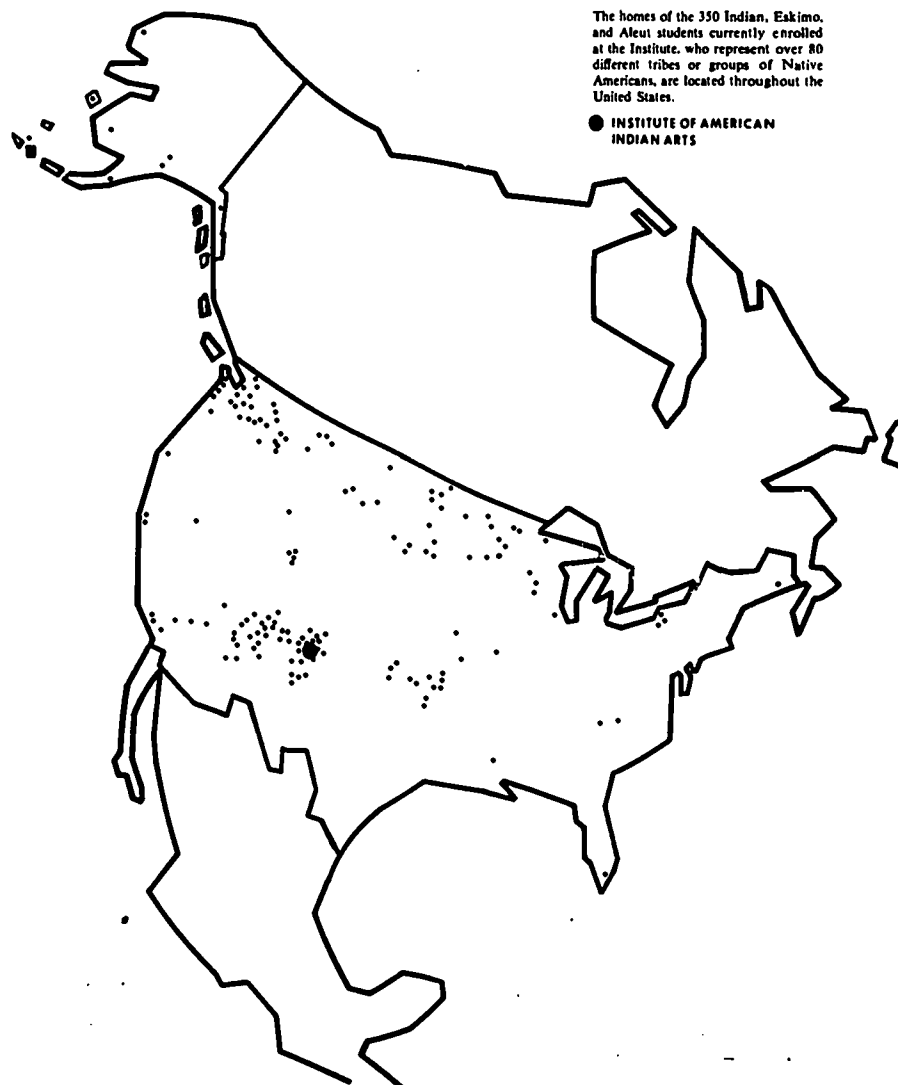 The homes of the 350 Indian, Eskimo,
and Aleut students currently enrolled
at the Institute, who represent over 80
different tribes or groups of Native
Americans, are located throughout the
United States.
INSTITUTE OF AMERICAN
INDIAN ARTS